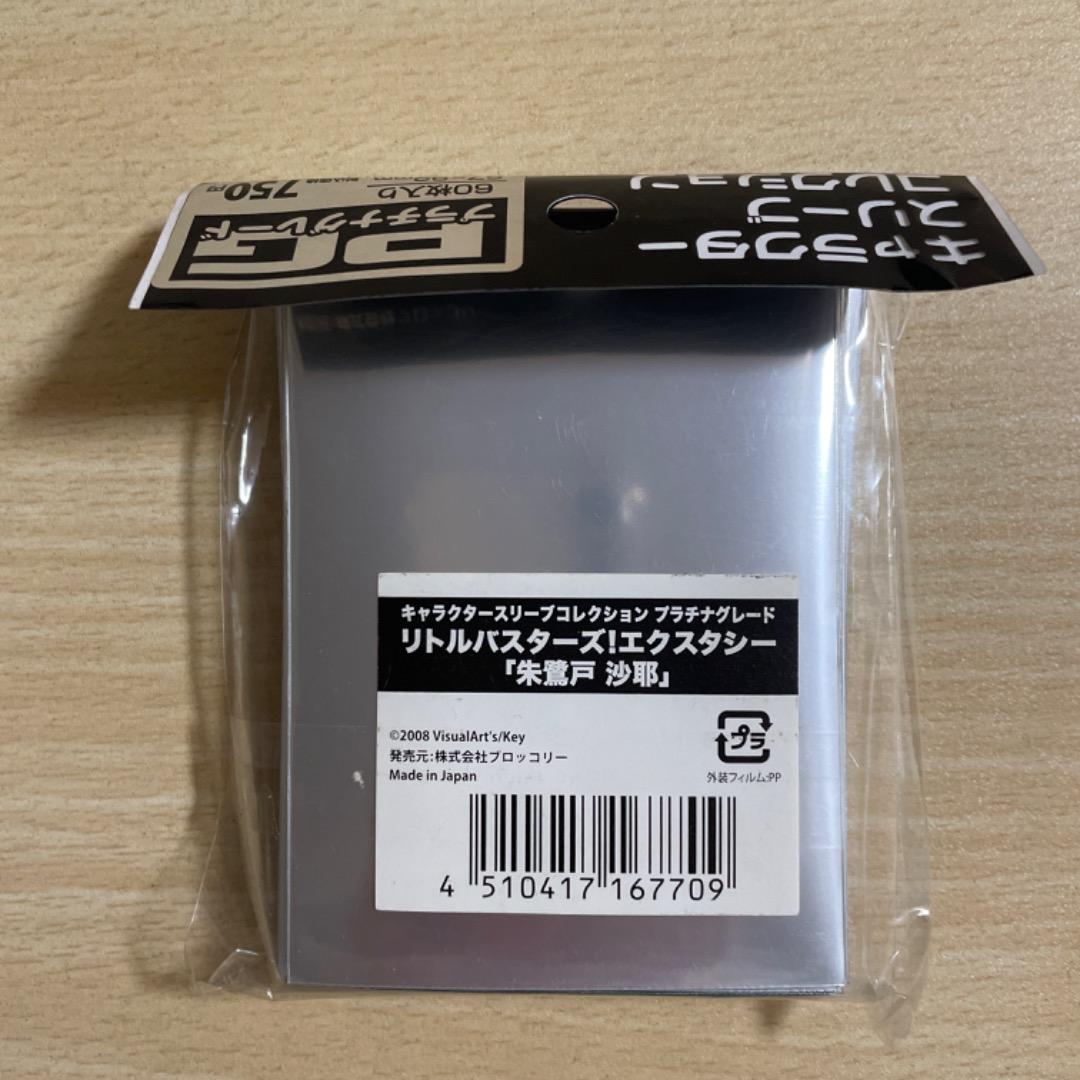 キャラクター
スリーブ
コレクション
PG
プラチナグレード
60枚入り
750円
キャラクタースリーブコレクション プラチナグレード
リトルバスターズ!エクスタシー
「朱鷺戸 沙耶」
©2008 VisualArt's/Key
発売元:株式会社ブロッコリー
Made in Japan
プラ
外装フィルム:PP
4 510417 167709